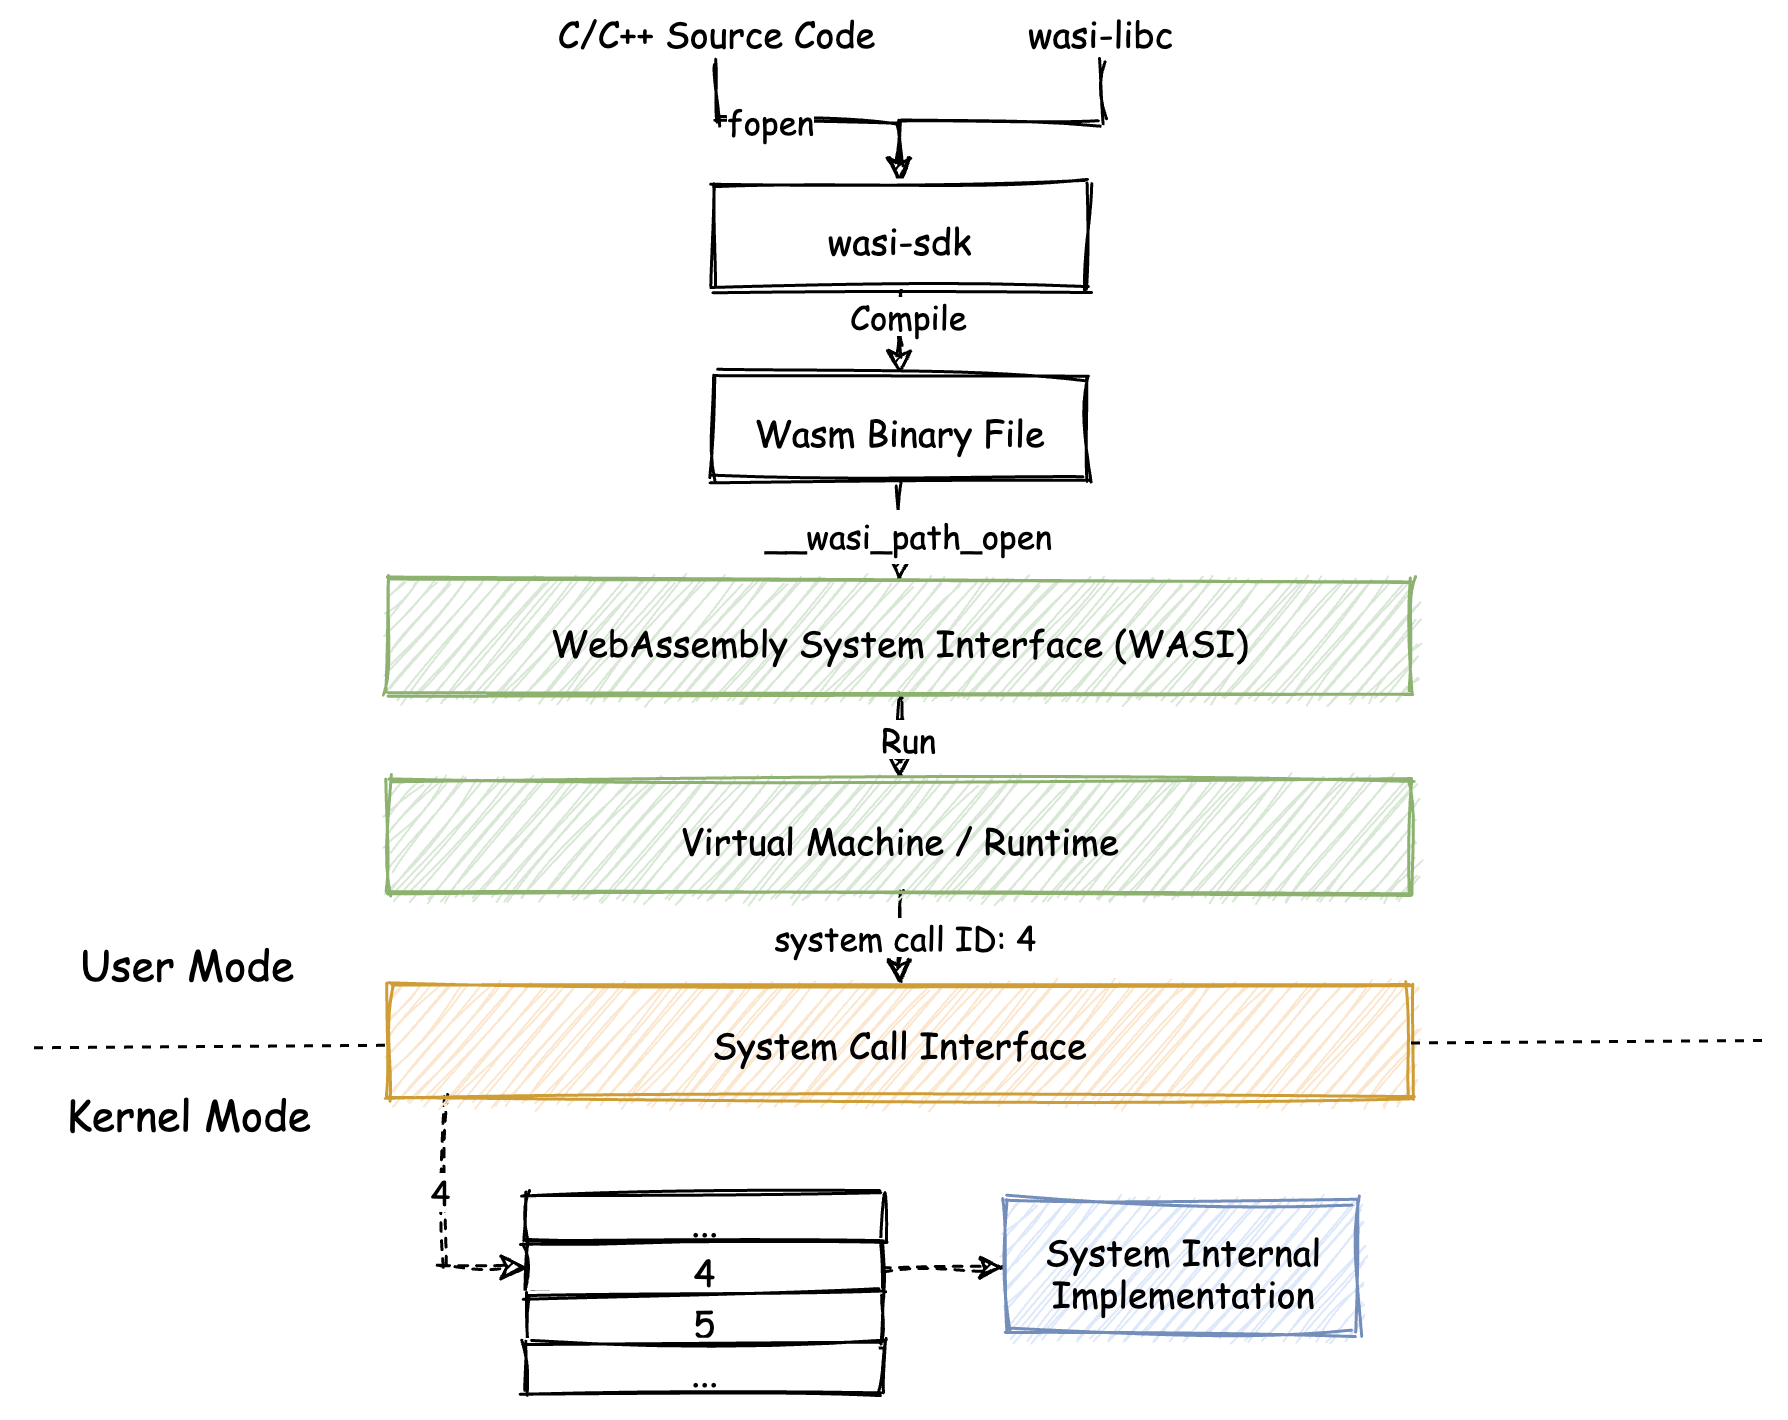 C/C++ Source Code
wasi-libc
fopen
wasi-sdk
Compile
Wasm Binary File
__wasi_path_open
WebAssembly System Interface (WASI)
Run
Virtual Machine / Runtime
system call ID: 4
User Mode
System Call Interface
Kernel Mode
4
...
4
5
...
System Internal
Implementation